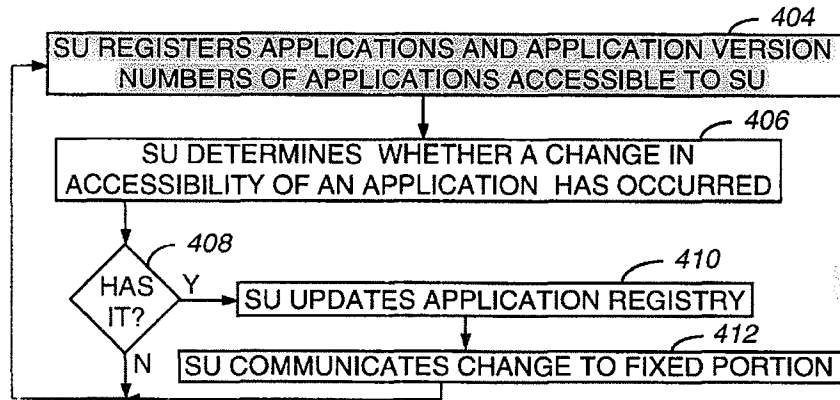 404
SU REGISTERS APPLICATIONS AND APPLICATION VERSION
NUMBERS OF APPLICATIONS ACCESSIBLE TO SU
406
SU DETERMINES WHETHER A CHANGE IN
ACCESSIBILITY OF AN APPLICATION HAS OCCURRED
408
HAS
IT?
Y
N
410
SU UPDATES APPLICATION REGISTRY
412
SU COMMUNICATES CHANGE TO FIXED PORTION